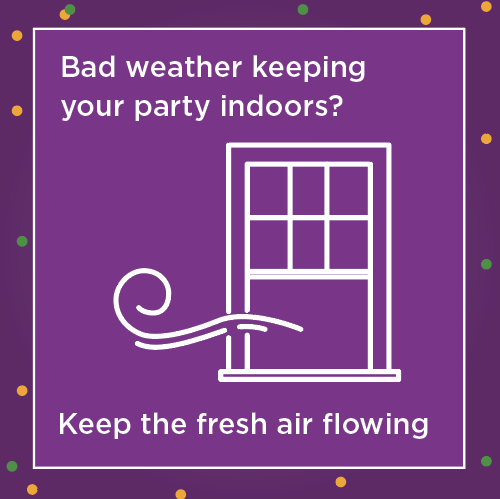 Bad weather keeping
your party indoors?
Keep the fresh air flowing